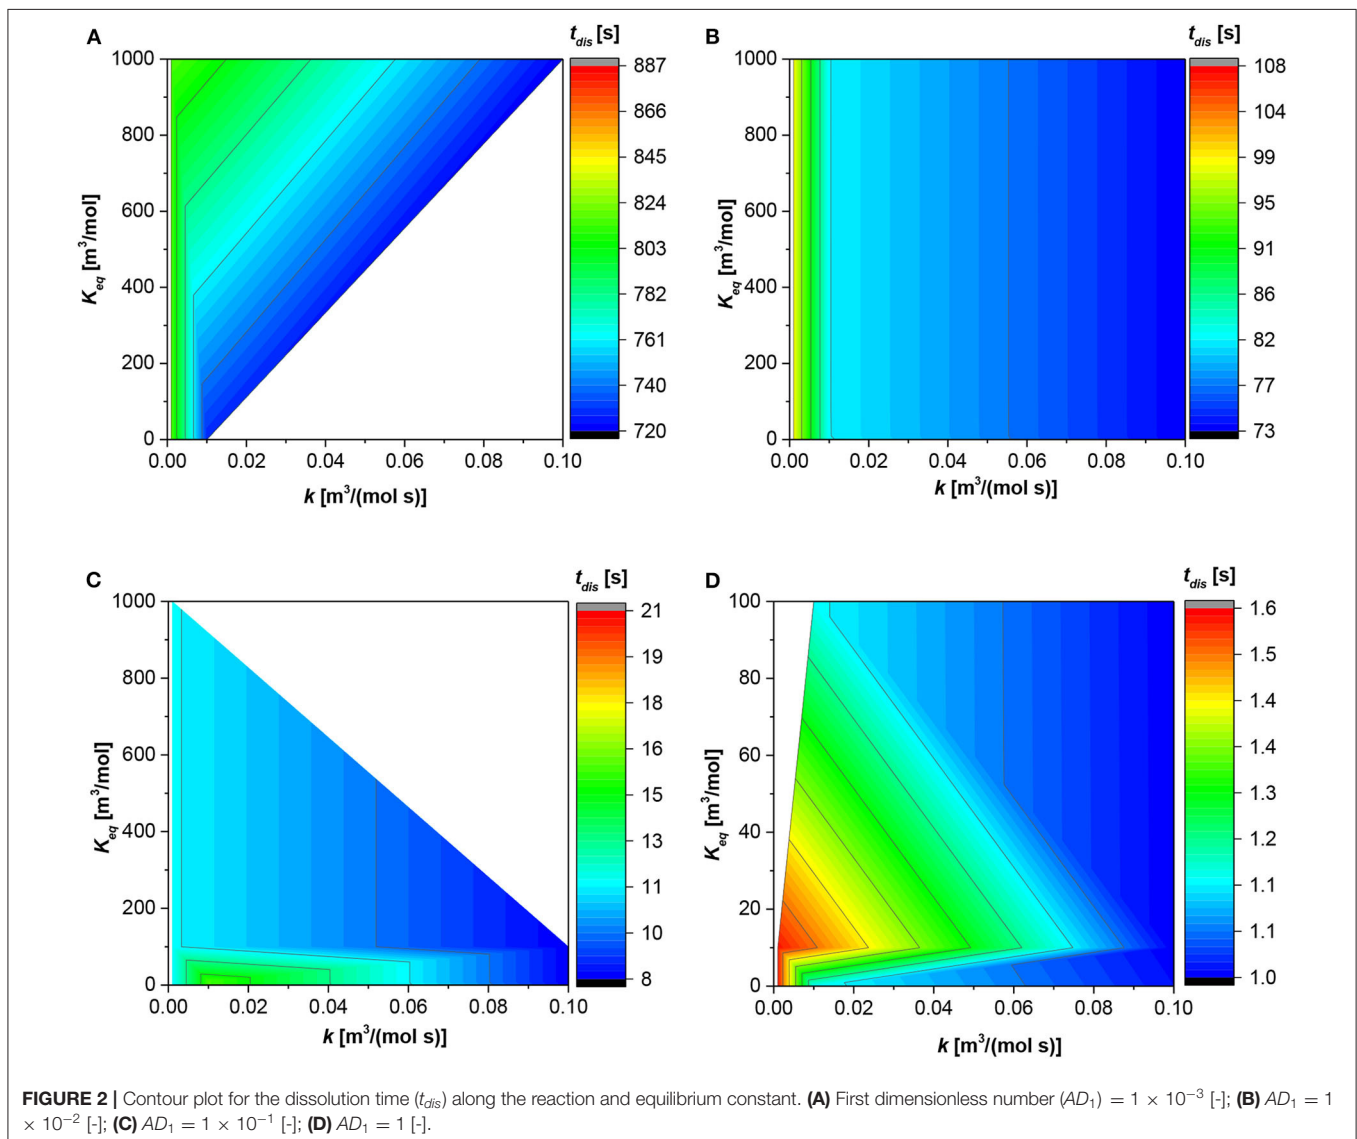 A
t_dis [s]
1000
800
600
400
200
0
K_eq [m³/mol]
0.00 0.02 0.04 0.06 0.08 0.10
k [m³/(mol s)]
887
866
845
824
803
782
761
740
720
B
t_dis [s]
1000
800
600
400
200
0
K_eq [m³/mol]
0.00 0.02 0.04 0.06 0.08 0.10
k [m³/(mol s)]
108
104
99
95
91
86
82
77
73
C
t_dis [s]
1000
800
600
400
200
0
K_eq [m³/mol]
0.00 0.02 0.04 0.06 0.08 0.10
k [m³/(mol s)]
21
19
18
16
15
13
11
10
8
D
t_dis [s]
100
80
60
40
20
0
K_eq [m³/mol]
0.00 0.02 0.04 0.06 0.08 0.10
k [m³/(mol s)]
1.6
1.5
1.4
1.4
1.3
1.2
1.1
1.1
1.0
FIGURE 2 | Contour plot for the dissolution time (t_dis) along the reaction and equilibrium constant. (A) First dimensionless number (AD₁) = 1 × 10⁻³ [-]; (B) AD₁ = 1
× 10⁻² [-]; (C) AD₁ = 1 × 10⁻¹ [-]; (D) AD₁ = 1 [-].